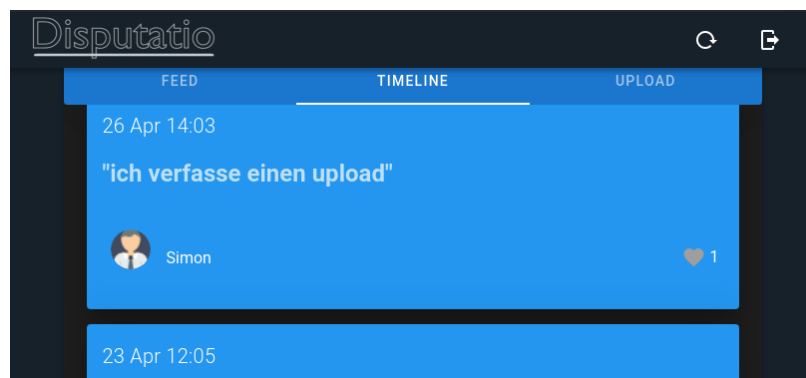 Disputatio
FEED TIMELINE UPLOAD
26 Apr 14:03
"ich verfasse einen upload"
Simon 1
23 Apr 12:05